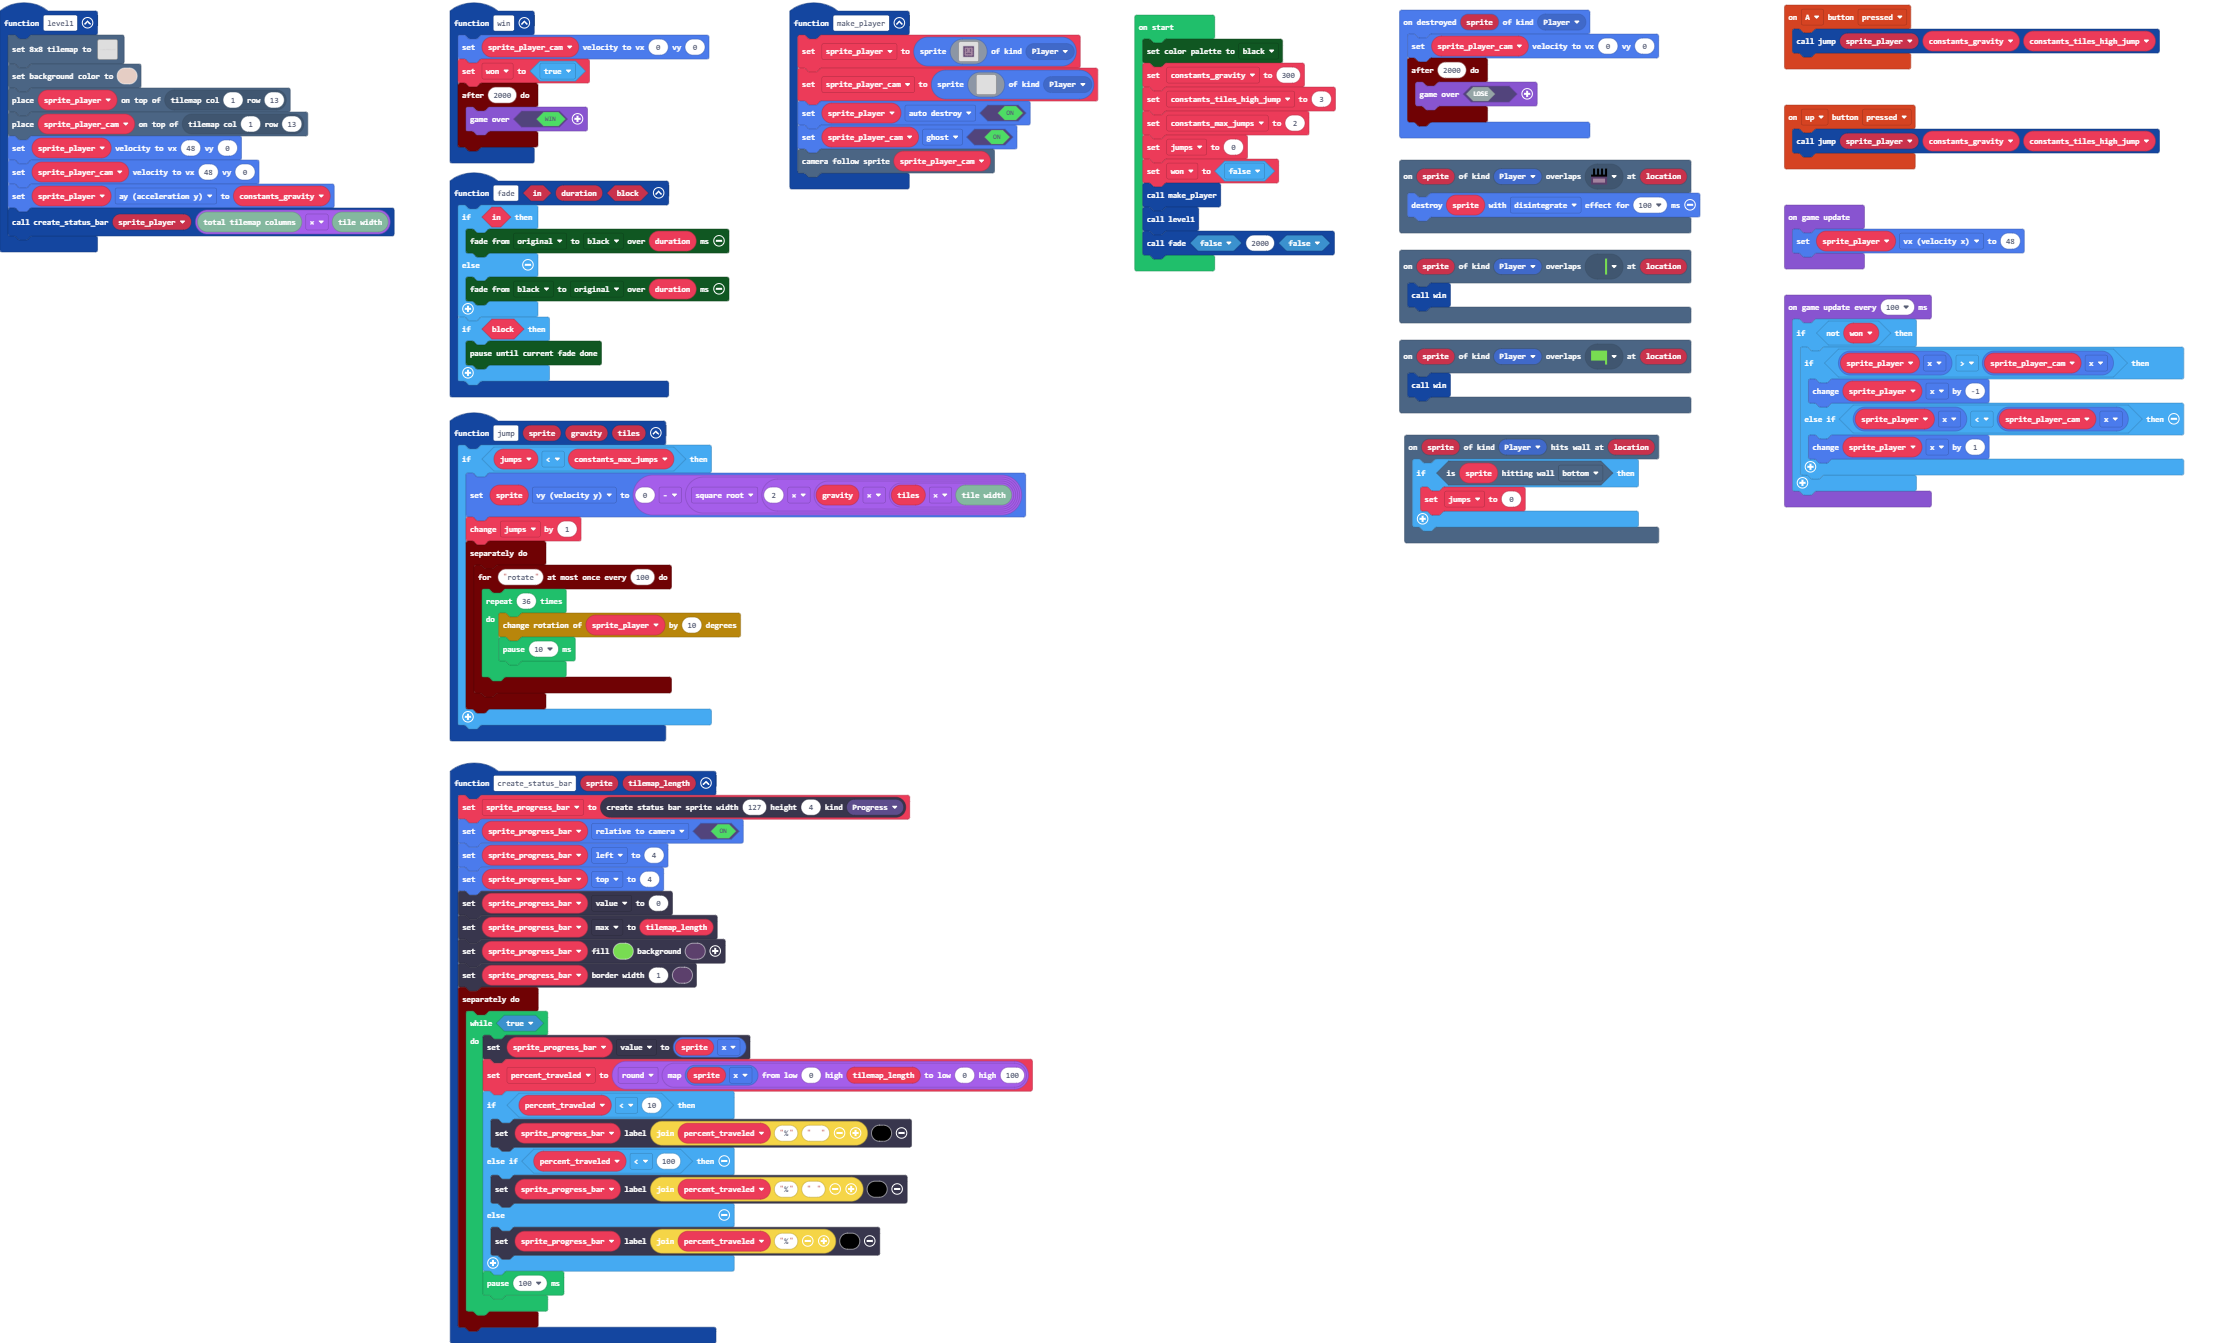 function level1
set 8x8 tilemap to
set background color to
place sprite_player on top of tilemap col 1 row 13
place sprite_player_cam on top of tilemap col 1 row 13
set sprite_player velocity to vx 48 vy 0
set sprite_player_cam velocity to vx 48 vy 0
set sprite_player ay (acceleration y) to constants_gravity
call create_status_bar sprite_player total tilemap columns × tile width
function win
set sprite_player_cam velocity to vx 0 vy 0
set won to true
after 2000 do
game over WIN
function fade in duration block
if in then
fade from original to black over duration ms
else
fade from black to original over duration ms
if block then
pause until current fade done
function jump sprite gravity tiles
if jumps < constants_max_jumps then
set sprite vy (velocity y) to 0 - square root 2 × gravity × tiles × tile width
change jumps by 1
separately do
for "rotate" at most once every 100 do
repeat 36 times
do
change rotation of sprite_player by 10 degrees
pause 10 ms
function create_status_bar sprite tilemap_length
set sprite_progress_bar to create status bar sprite width 127 height 4 kind Progress
set sprite_progress_bar relative to camera ON
set sprite_progress_bar left to 4
set sprite_progress_bar top to 4
set sprite_progress_bar value to 0
set sprite_progress_bar max to tilemap_length
set sprite_progress_bar fill background
set sprite_progress_bar border width 1
separately do
while true
do
set sprite_progress_bar value to sprite x
set percent_traveled to round map sprite x from low 0 high tilemap_length to low 0 high 100
if percent_traveled < 10 then
set sprite_progress_bar label join percent_traveled "%" "  "
else if percent_traveled < 100 then
set sprite_progress_bar label join percent_traveled "%" " "
else
set sprite_progress_bar label join percent_traveled "%"
pause 100 ms
function make_player
set sprite_player to sprite of kind Player
set sprite_player_cam to sprite of kind Player
set sprite_player auto destroy ON
set sprite_player_cam ghost ON
camera follow sprite sprite_player_cam
on start
set color palette to black
set constants_gravity to 300
set constants_tiles_high_jump to 3
set constants_max_jumps to 2
set jumps to 0
set won to false
call make_player
call level1
call fade false 2000 false
on destroyed sprite of kind Player
set sprite_player_cam velocity to vx 0 vy 0
after 2000 do
game over LOSE
on sprite of kind Player overlaps at location
destroy sprite with disintegrate effect for 100 ms
on sprite of kind Player overlaps at location
call win
on sprite of kind Player overlaps at location
call win
on sprite of kind Player hits wall at location
if is sprite hitting wall bottom then
set jumps to 0
on A button pressed
call jump sprite_player constants_gravity constants_tiles_high_jump
on up button pressed
call jump sprite_player constants_gravity constants_tiles_high_jump
on game update
set sprite_player vx (velocity x) to 48
on game update every 100 ms
if not won then
if sprite_player x > sprite_player_cam x then
change sprite_player x by -1
else if sprite_player x < sprite_player_cam x then
change sprite_player x by 1